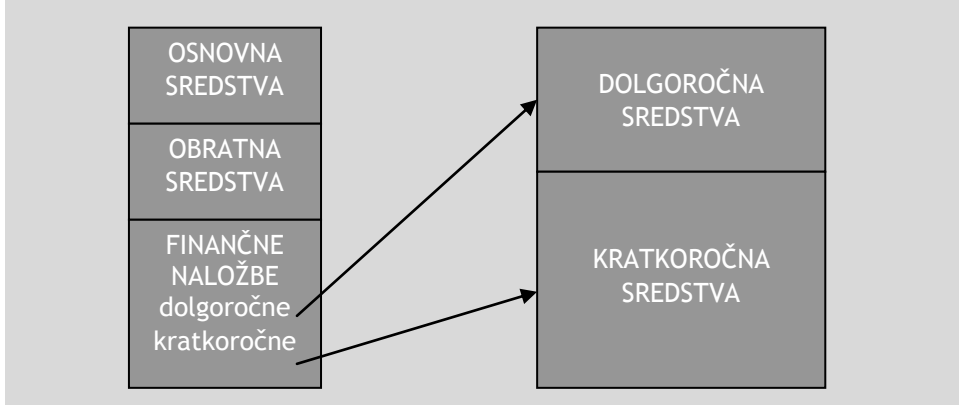 OSNOVNA
SREDSTVA
OBRATNA
SREDSTVA
FINANČNE
NALOŽBE
dolgoročne
kratkoročne
DOLGOROČNA
SREDSTVA
KRATKOROČNA
SREDSTVA